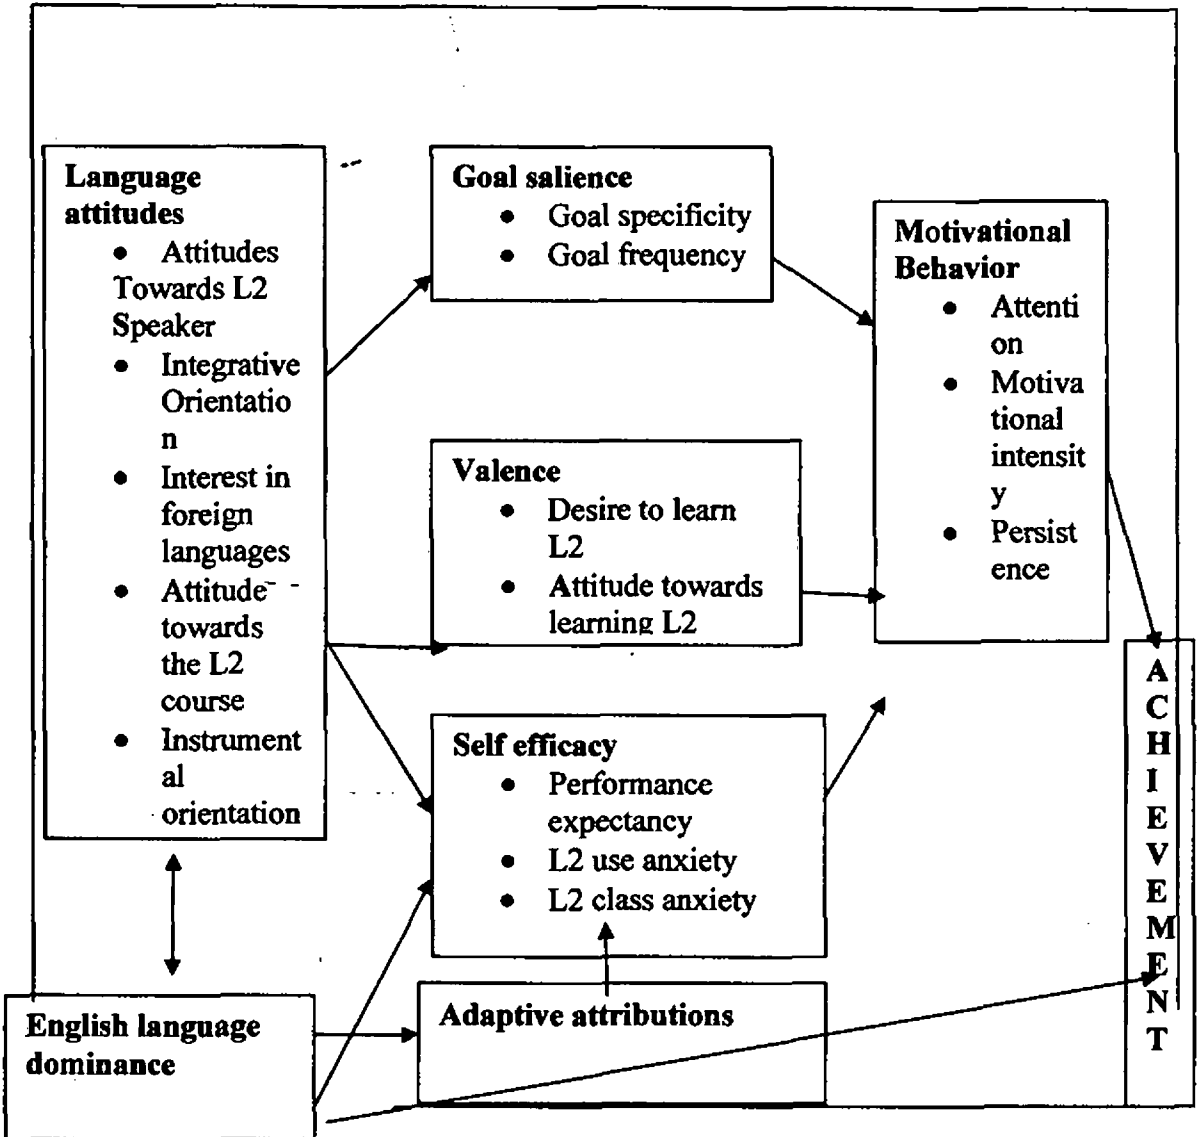 Language
attitudes
• Attitudes
Towards L2
Speaker
• Integrative
Orientatio
n
• Interest in
foreign
languages
• Attitude
towards
the L2
course
• Instrument
al
orientation
Goal salience
• Goal specificity
• Goal frequency
Valence
• Desire to learn
L2
• Attitude towards
learning L2
Self efficacy
• Performance
expectancy
• L2 use anxiety
• L2 class anxiety
Motivational
Behavior
• Attenti
on
• Motiva
tional
intensit
y
• Persist
ence
English language
dominance
Adaptive attributions
A
C
H
I
E
V
E
M
E
N
T